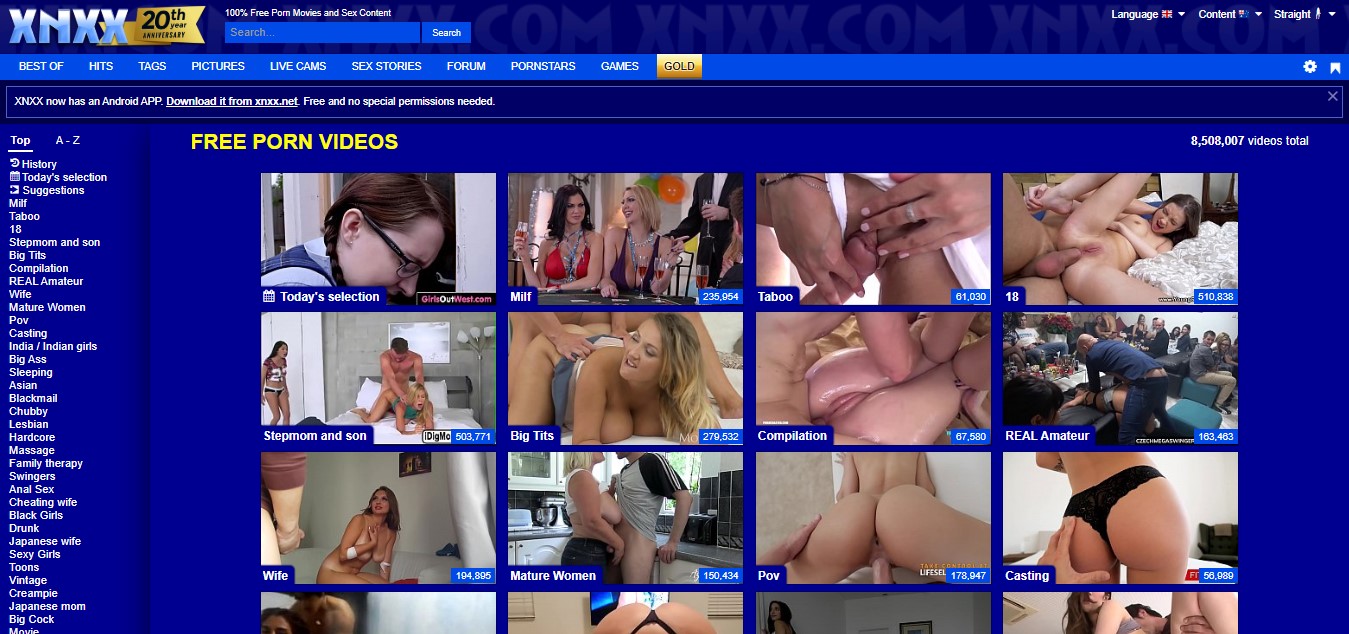 XNXX 20th year ANNIVERSARY
100% Free Porn Movies and Sex Content
Search...
Search
Language
Content
Straight
BEST OF
HITS
TAGS
PICTURES
LIVE CAMS
SEX STORIES
FORUM
PORNSTARS
GAMES
GOLD
XNXX now has an Android APP. Download it from xnxx.net. Free and no special permissions needed.
Top
A - Z
History
Today's selection
Suggestions
Milf
Taboo
18
Stepmom and son
Big Tits
Compilation
REAL Amateur
Wife
Mature Women
Pov
Casting
India / Indian girls
Big Ass
Sleeping
Asian
Blackmail
Chubby
Lesbian
Hardcore
Massage
Family therapy
Swingers
Anal Sex
Cheating wife
Black Girls
Drunk
Japanese wife
Sexy Girls
Toons
Vintage
Creampie
Japanese mom
Big Cock
Movie
FREE PORN VIDEOS
8,508,007 videos total
GirlsOutWest.com
Today's selection
Milf
235,954
Taboo
61,030
18
510,838
Stepmom and son
503,771
Big Tits
279,532
Compilation
67,580
REAL Amateur
163,463
Wife
194,895
Mature Women
150,434
Pov
178,947
Casting
56,989